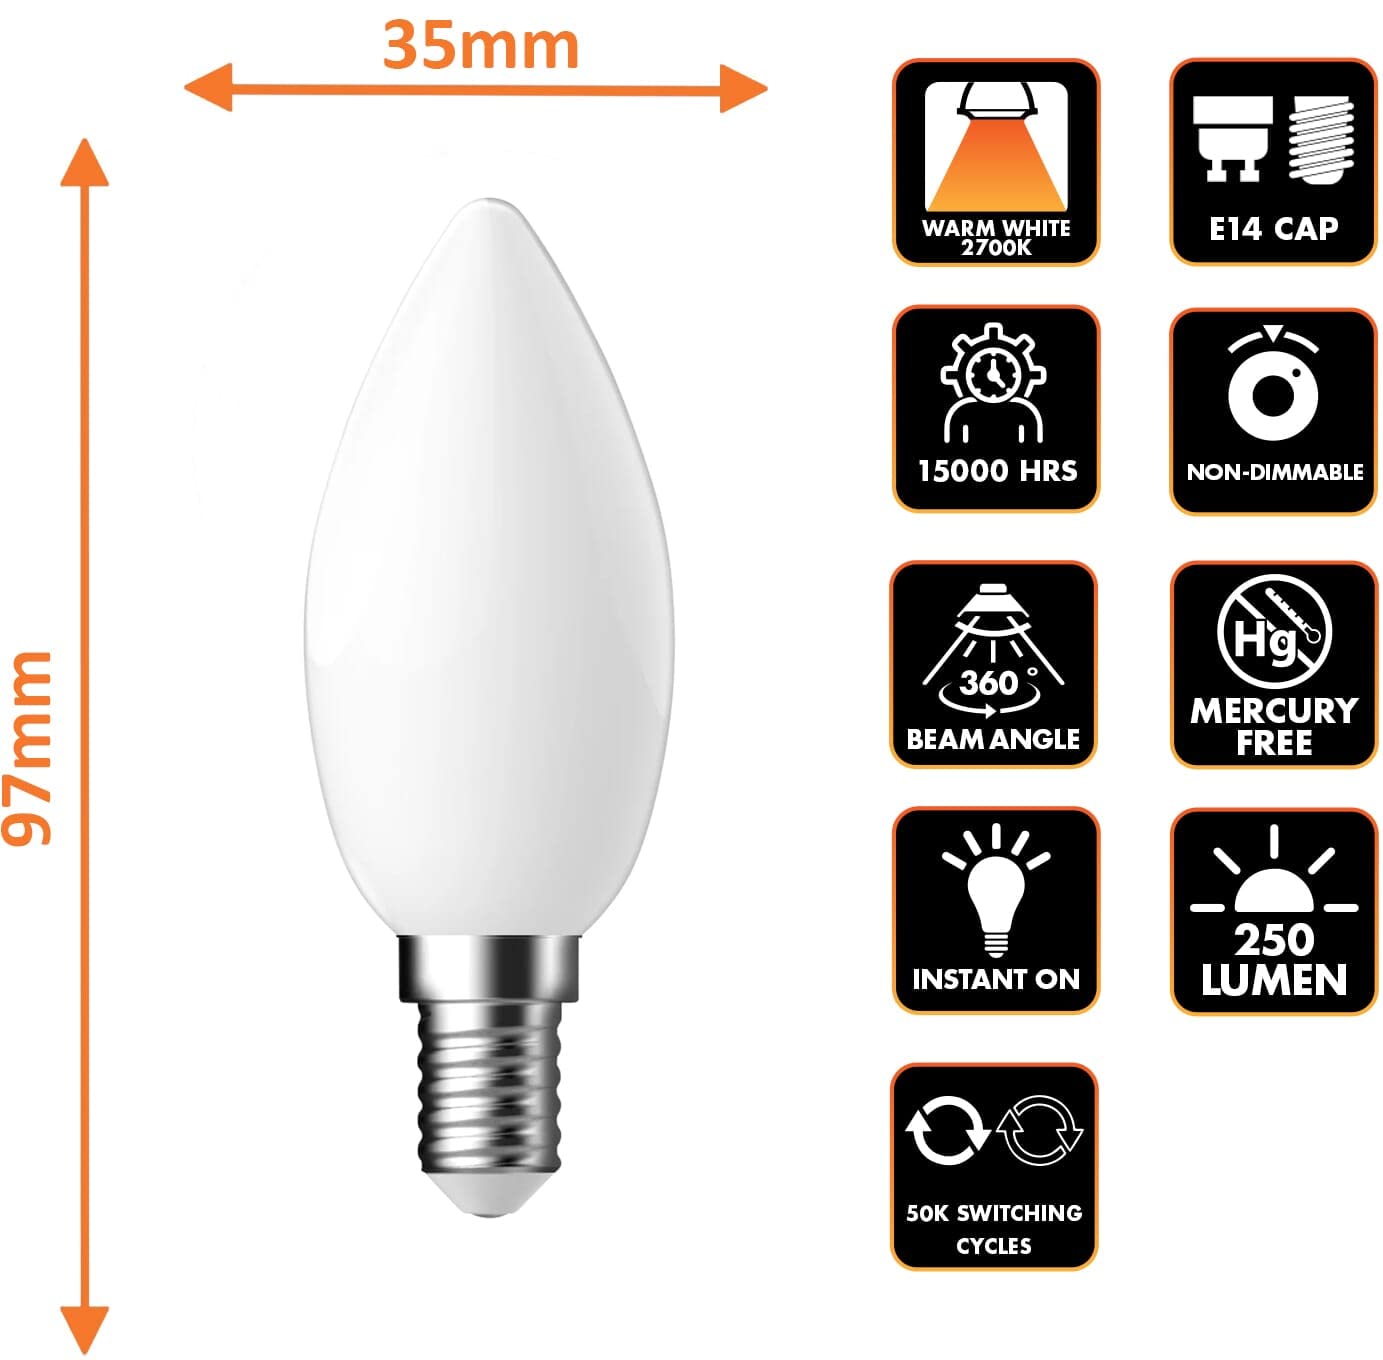 35mm
97mm
WARM WHITE
2700K
E14 CAP
15000 HRS
NON-DIMMABLE
360°
BEAM ANGLE
Hg
MERCURY
FREE
INSTANT ON
250
LUMEN
50K SWITCHING
CYCLES